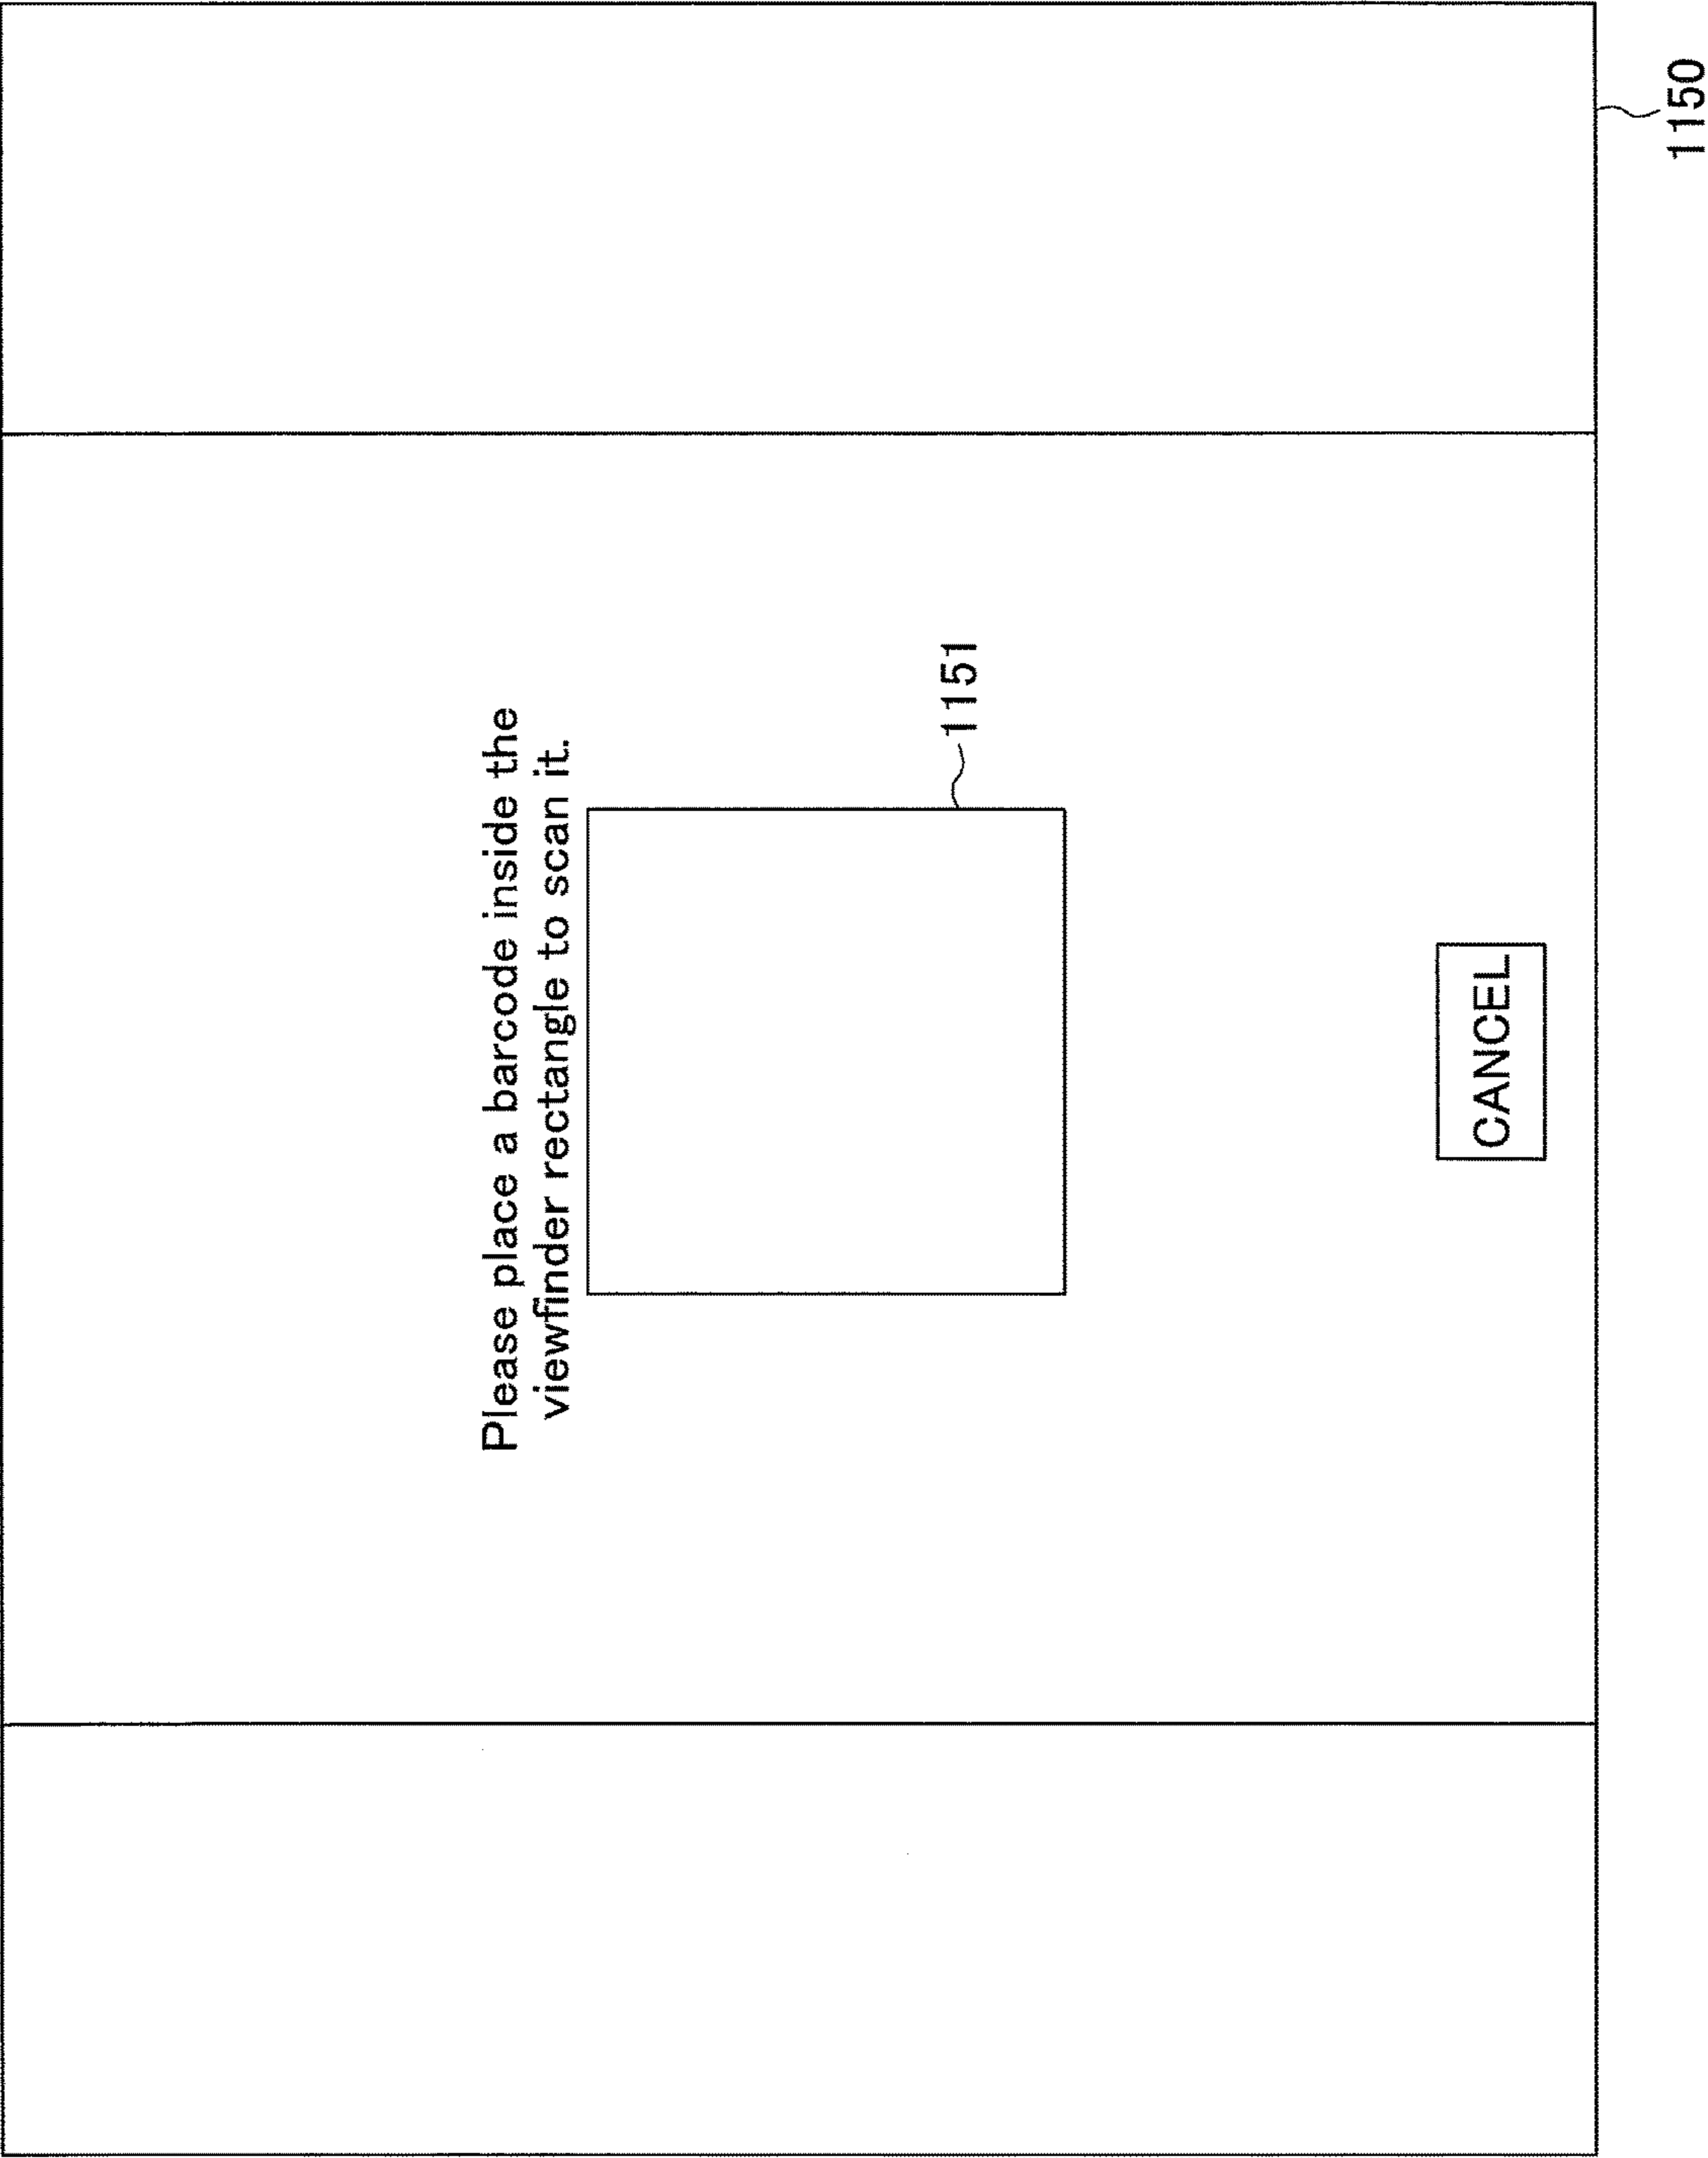 Please place a barcode inside the
viewfinder rectangle to scan it.
1151
CANCEL
1150